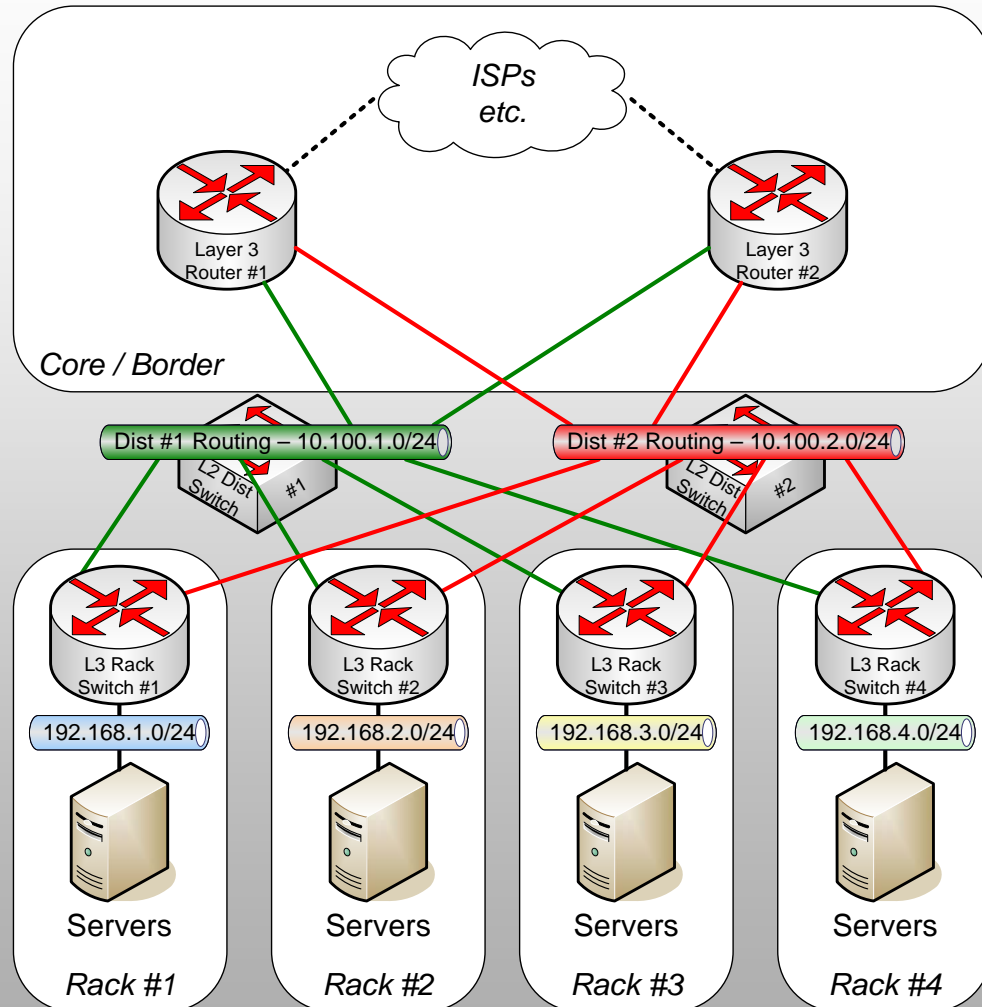 ISPs
etc.
Layer 3
Router #1
Layer 3
Router #2
Core / Border
Dist #1 Routing – 10.100.1.0/24
Dist #2 Routing – 10.100.2.0/24
L2 Dist
Switch
#1
L2 Dist
Switch
#2
L3 Rack
Switch #1
L3 Rack
Switch #2
L3 Rack
Switch #3
L3 Rack
Switch #4
192.168.1.0/24
192.168.2.0/24
192.168.3.0/24
192.168.4.0/24
Servers
Servers
Servers
Servers
Rack #1
Rack #2
Rack #3
Rack #4